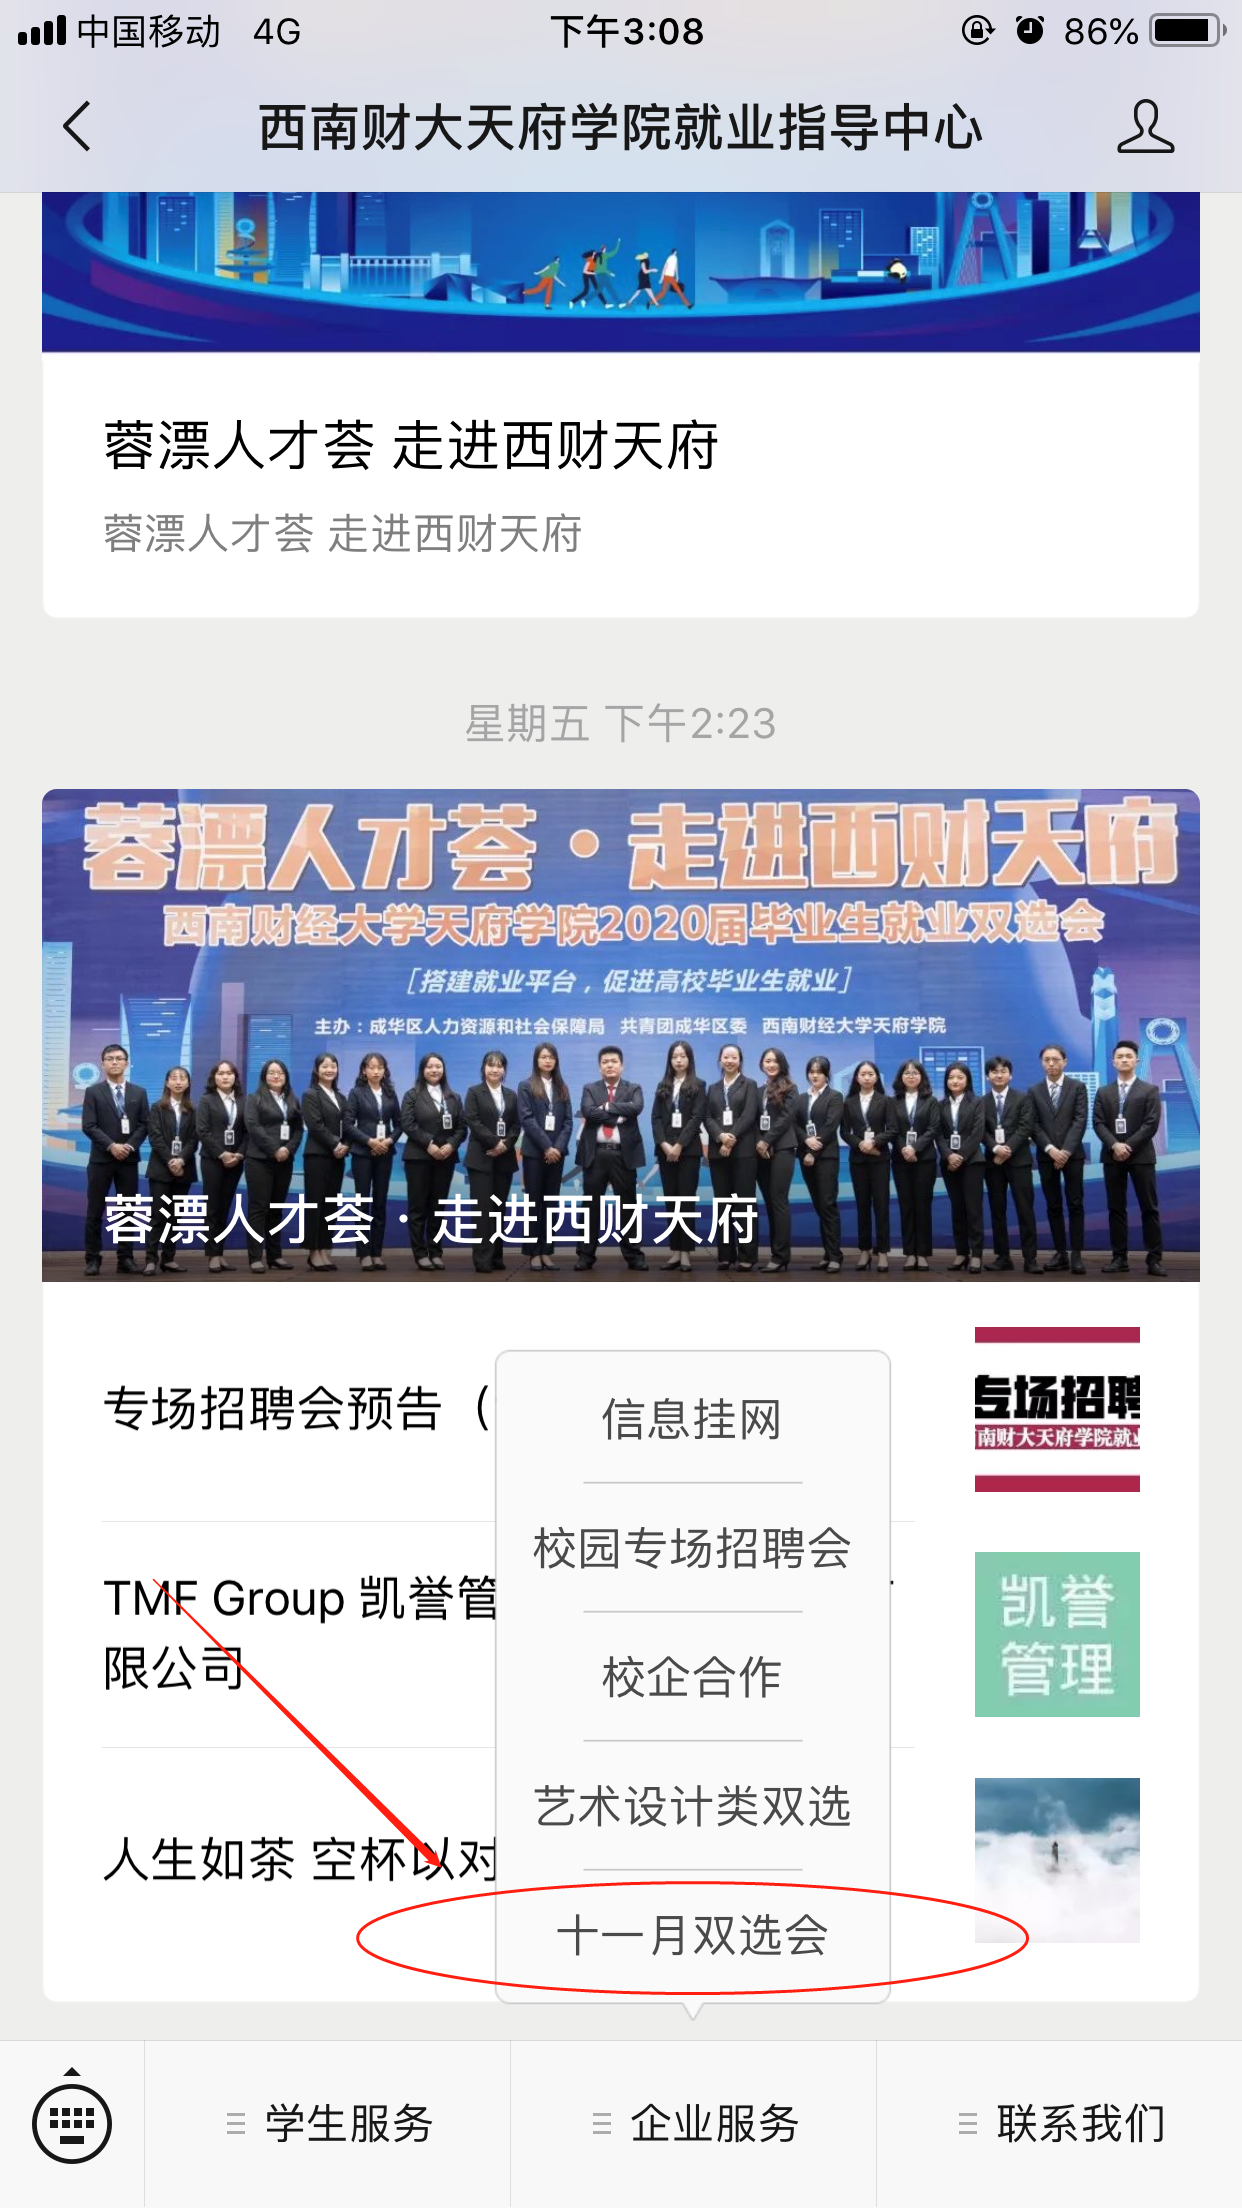 中国移动 4G 下午3:08 86%
西南财大天府学院就业指导中心
蓉漂人才荟 走进西财天府
蓉漂人才荟 走进西财天府
星期五 下午2:23
蓉漂人才荟·走进西财天府
西南财经大学天府学院2020届毕业生就业双选会
[搭建就业平台，促进高校毕业生就业]
主办：成华区人力资源和社会保障局 共青团成华区委 西南财经大学天府学院
蓉漂人才荟·走进西财天府
专场招聘会预告（
专场招聘
南财大天府学院就业
TMF Group 凯誉管
限公司
凯誉
管理
人生如茶 空杯以对
信息挂网
校园专场招聘会
校企合作
艺术设计类双选
十一月双选会
学生服务 企业服务 联系我们